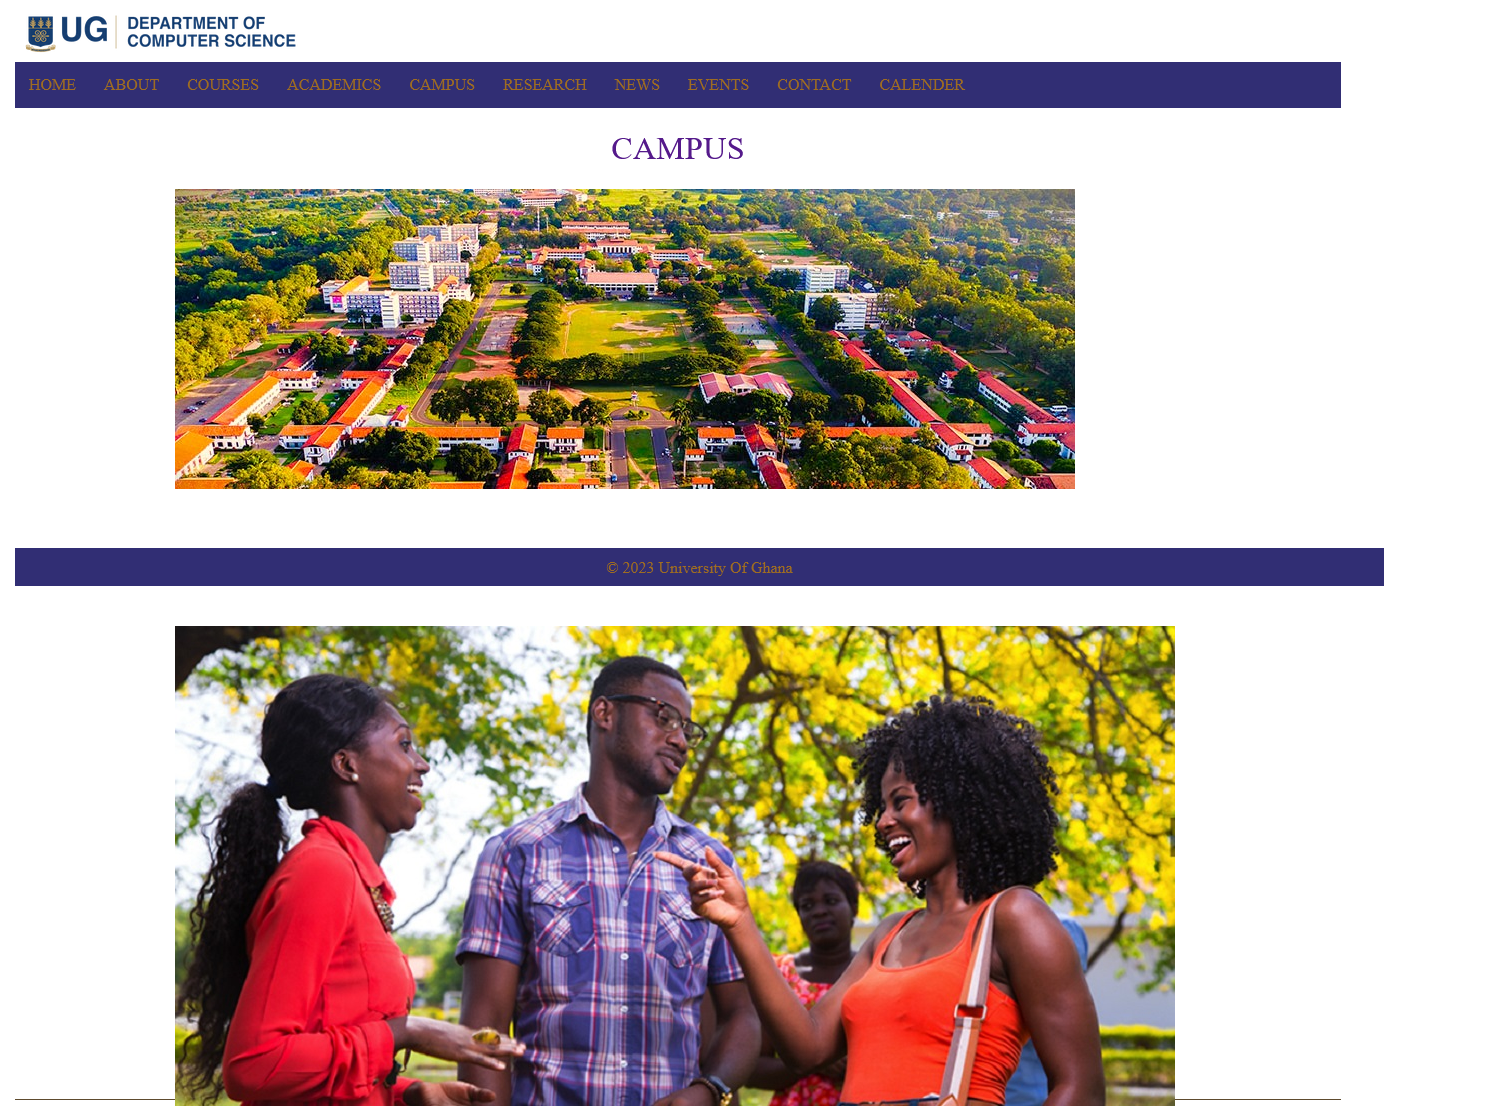 UG
DEPARTMENT OF
COMPUTER SCIENCE
HOME ABOUT COURSES ACADEMICS CAMPUS RESEARCH NEWS EVENTS CONTACT CALENDER
CAMPUS
© 2023 University Of Ghana